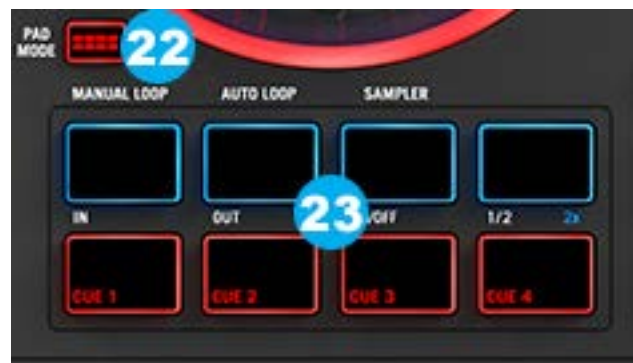 PAD
MODE
22
MANUAL LOOP AUTO LOOP SAMPLER
23
IN OUT /OFF 1/2 2x
CUE 1 CUE 2 CUE 3 CUE 4